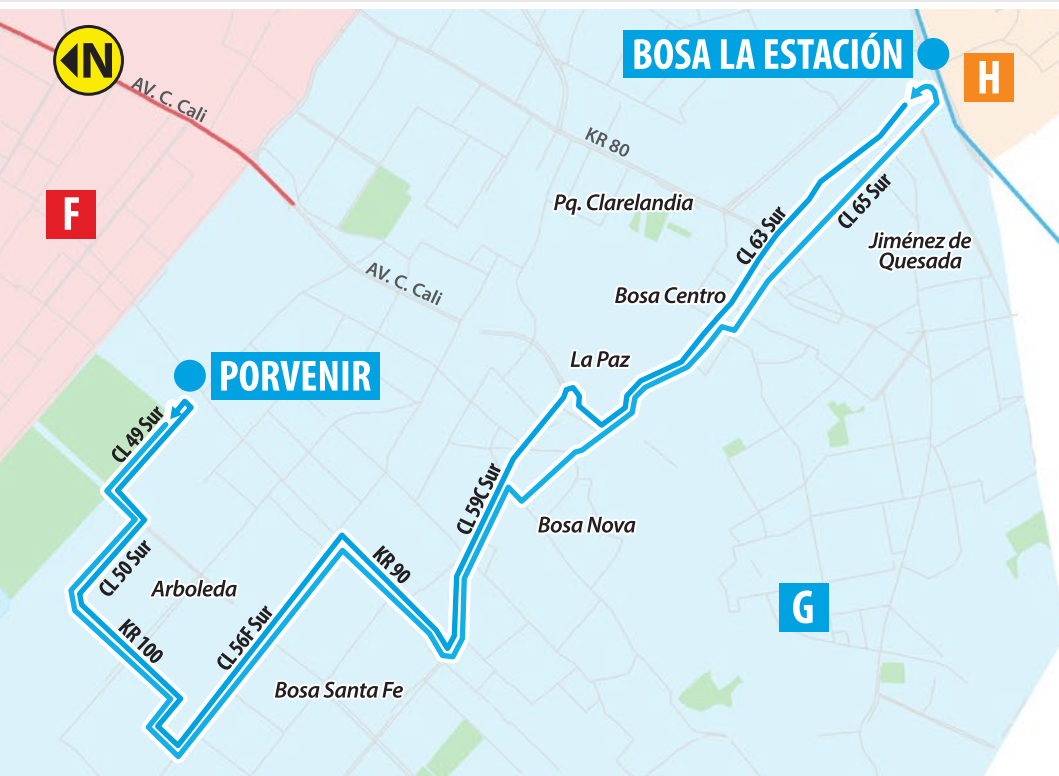 N
AV. C. Cali
BOSA LA ESTACIÓN
H
KR 80
F
Pq. Clarelandia
CL 63 Sur
CL 65 Sur
Jiménez de
Quesada
AV. C. Cali
Bosa Centro
La Paz
PORVENIR
CL 49 Sur
CL 59C Sur
Bosa Nova
KR 90
CL 50 Sur
Arboleda
G
KR 100
CL 56F Sur
Bosa Santa Fe